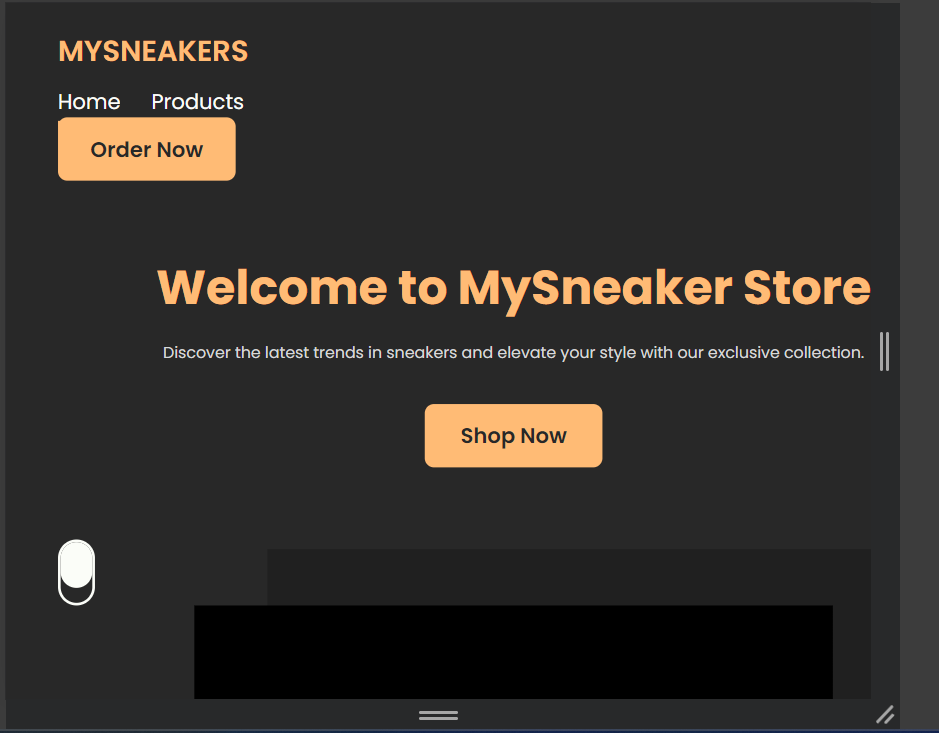 MYSNEAKERS
Home Products
Order Now
Welcome to MySneaker Store
Discover the latest trends in sneakers and elevate your style with our exclusive collection.
Shop Now